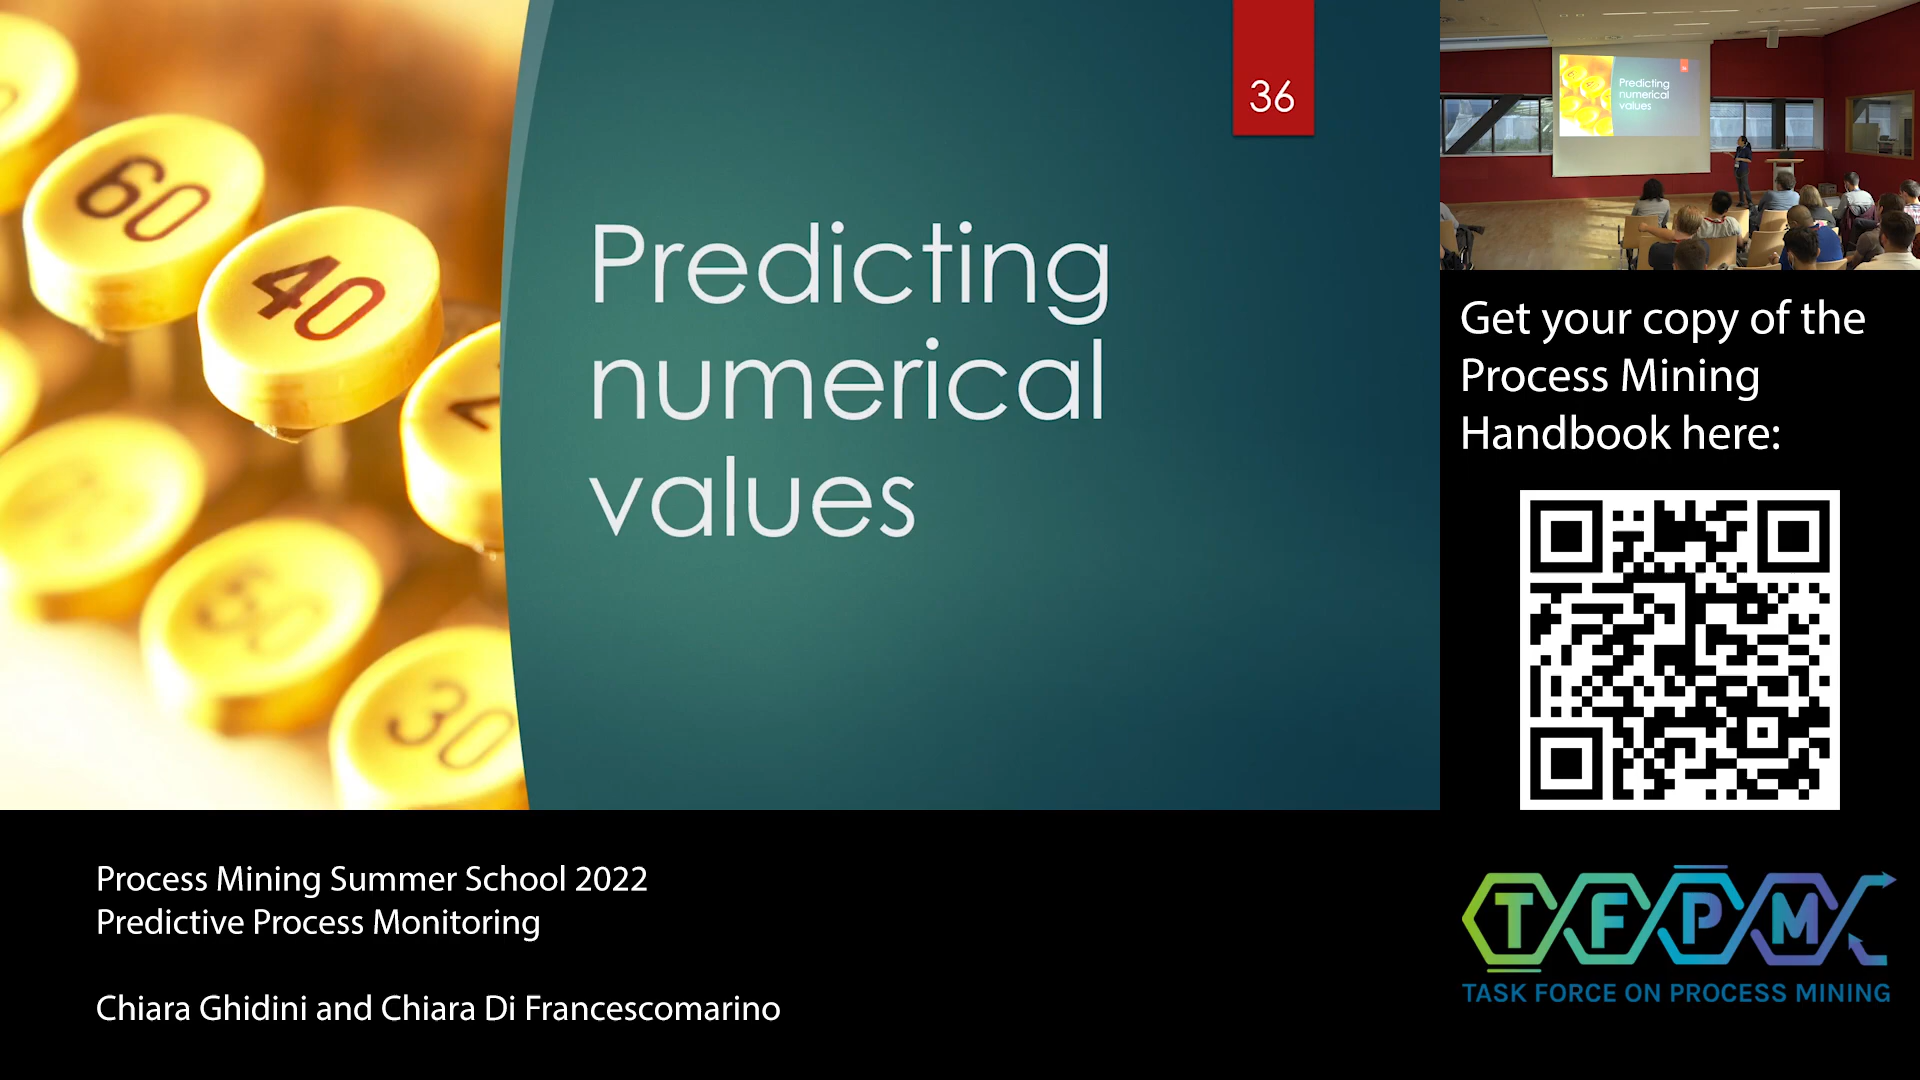 60
40
30
36
Predicting
numerical
values
Predicting
numerical
values
Get your copy of the
Process Mining
Handbook here:
Process Mining Summer School 2022
Predictive Process Monitoring
Chiara Ghidini and Chiara Di Francescomarino
TFPM
TASK FORCE ON PROCESS MINING